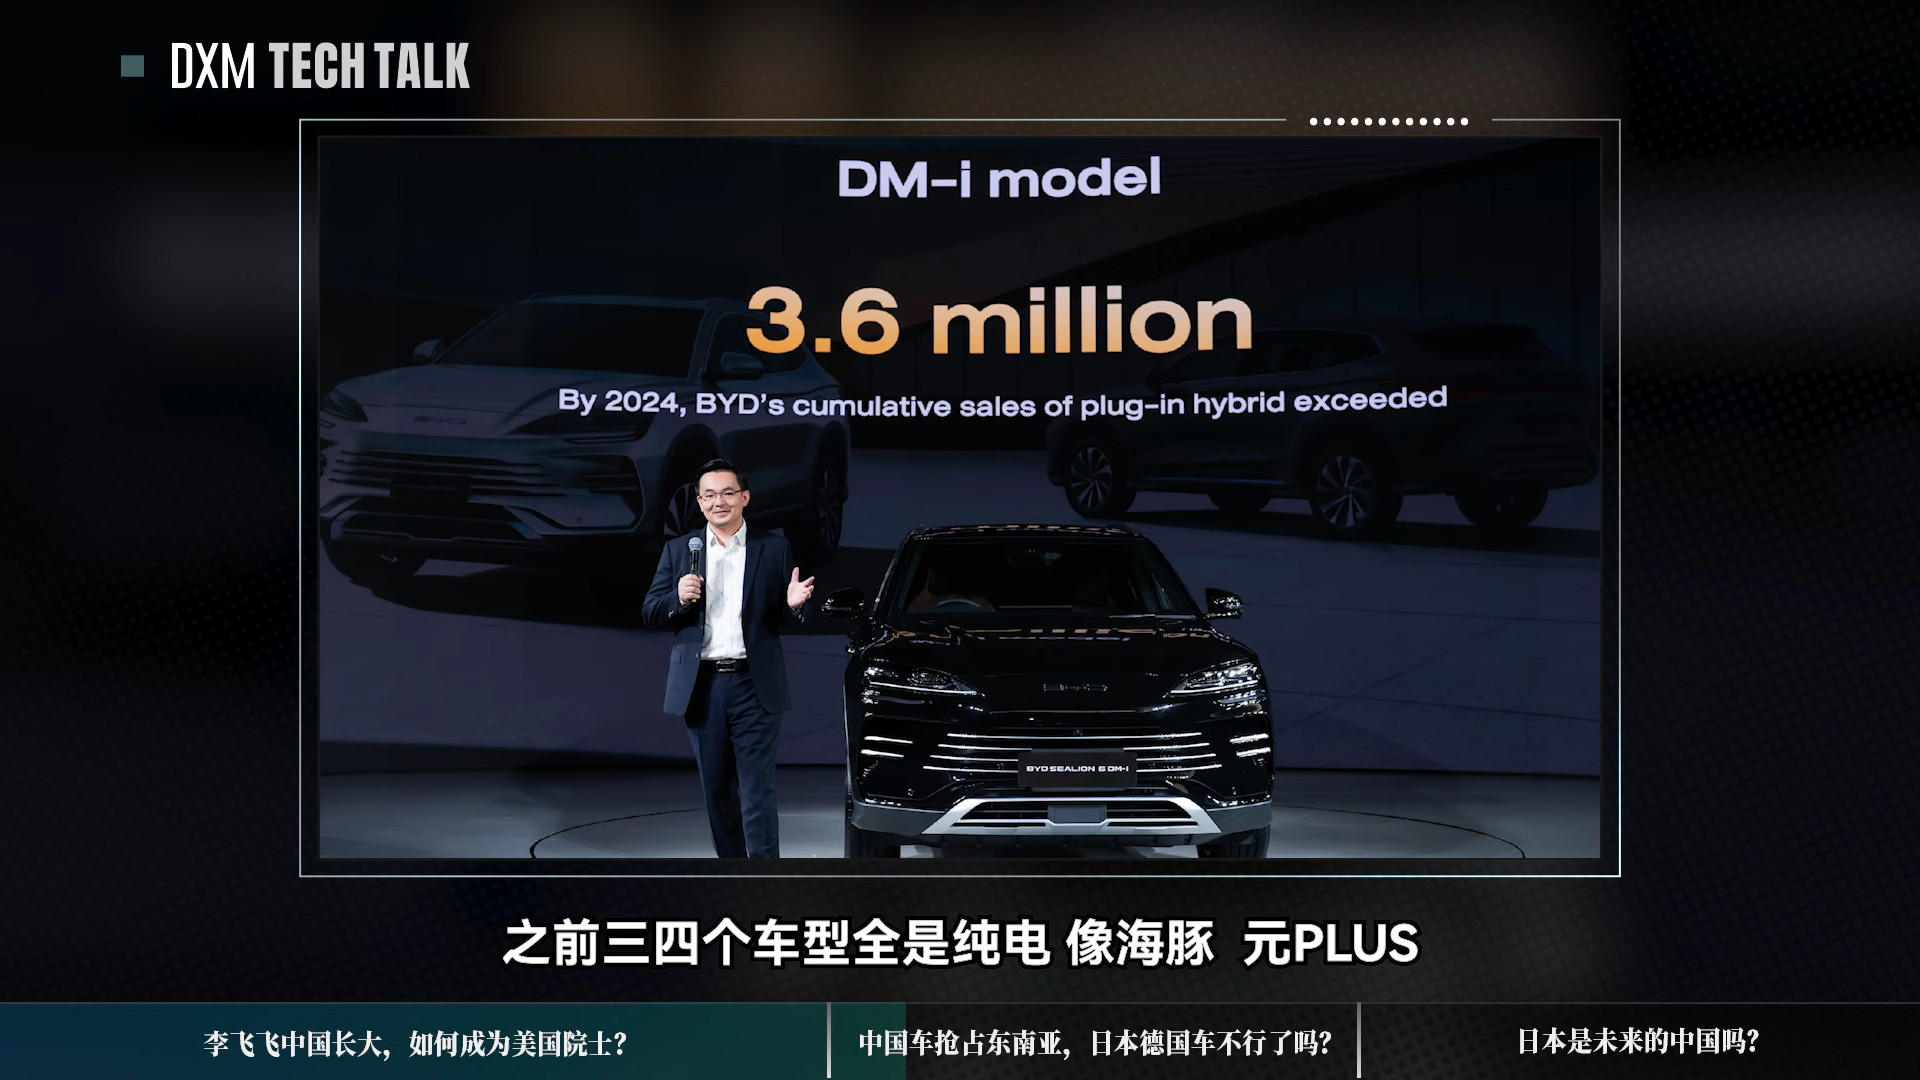 DXM TECH TALK
DM-i model
3.6 million
By 2024, BYD's cumulative sales of plug-in hybrid exceeded
BYD
BYD SEALION 6 DM-i
之前三四个车型全是纯电 像海豚 元PLUS
李飞飞中国长大，如何成为美国院士？
中国车抢占东南亚，日本德国车不行了吗？
日本是未来的中国吗？